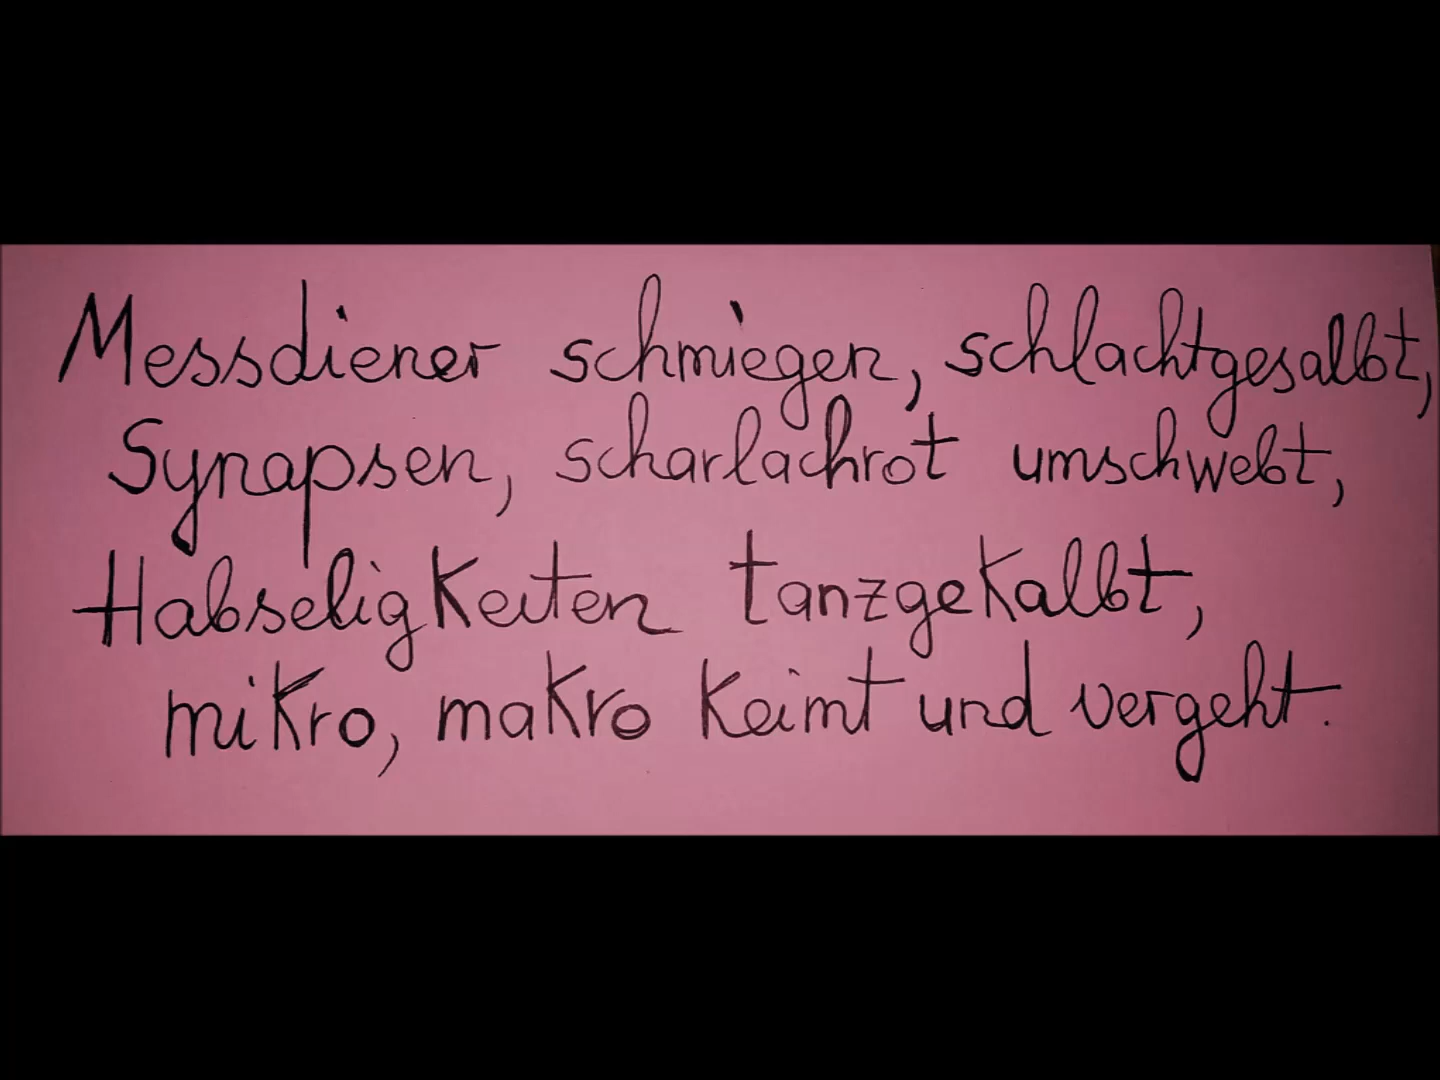 Messdiener schmiegen, schlachtgesalbt,
Synapsen, scharlachrot umschwebt,
Habseligkeiten tanzgekalbt,
mikro, makro keimt und vergeht.